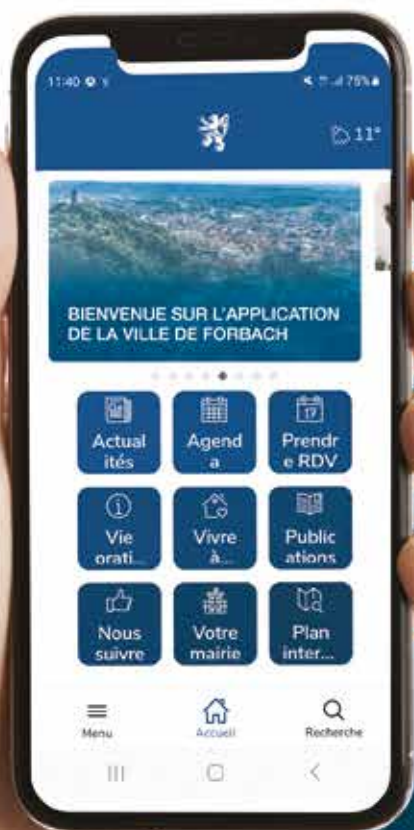 11:40
75%
11°
BIENVENUE SUR L'APPLICATION
DE LA VILLE DE FORBACH
Actual
ités
Agend
a
Prendr
e RDV
17
Vie
orati...
Vivre
à...
Public
ations
Nous
suivre
Votre
mairie
Plan
inter...
Menu
Accueil
Recherche